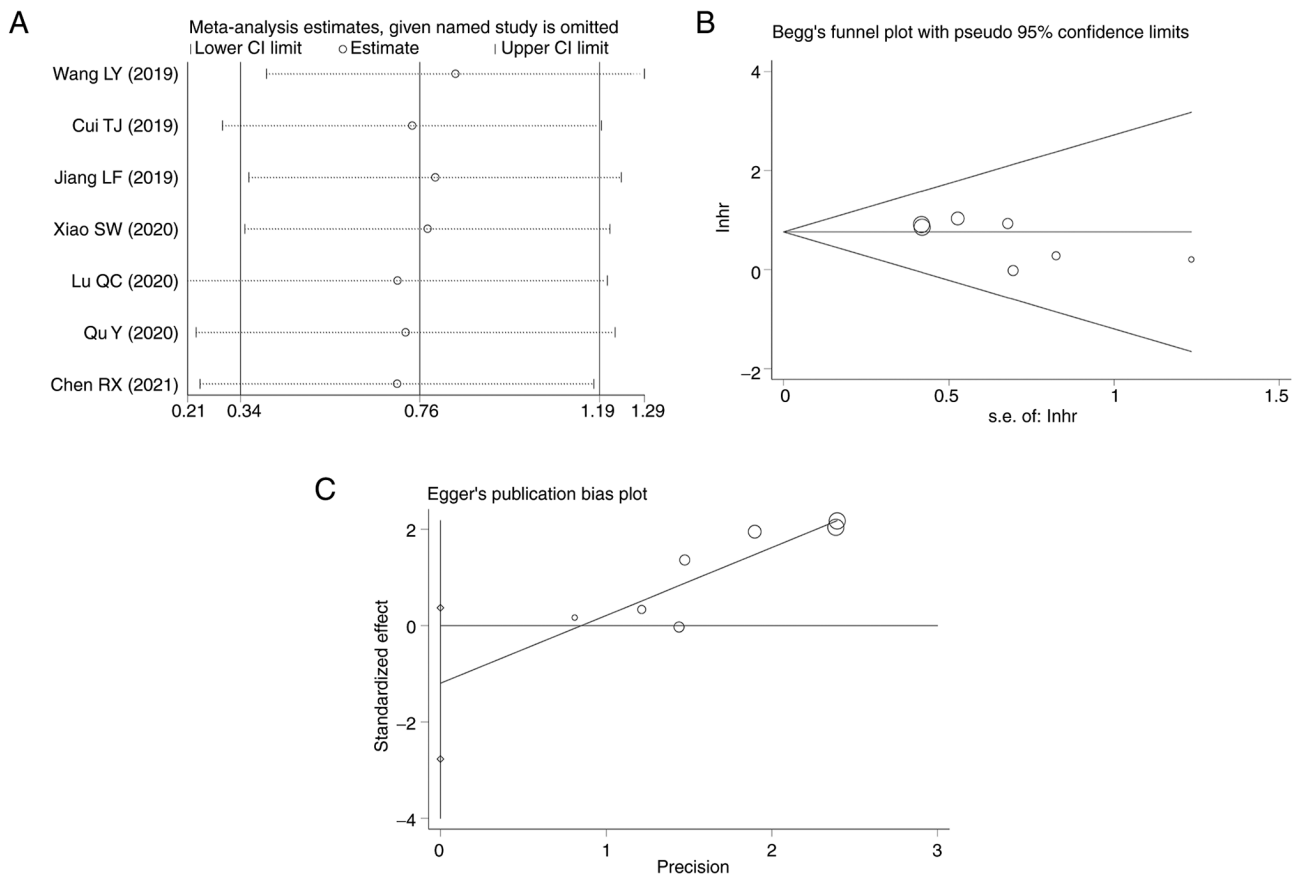 A
Meta-analysis estimates, given named study is omitted
Lower CI limit Estimate Upper CI limit
Wang LY (2019)
Cui TJ (2019)
Jiang LF (2019)
Xiao SW (2020)
Lu QC (2020)
Qu Y (2020)
Chen RX (2021)
0.21 0.34 0.76 1.19 1.29
B
Begg's funnel plot with pseudo 95% confidence limits
lnhr
4
2
0
−2
0 0.5 1 1.5
s.e. of: lnhr
C
Egger's publication bias plot
Standardized effect
2
0
−2
−4
0 1 2 3
Precision